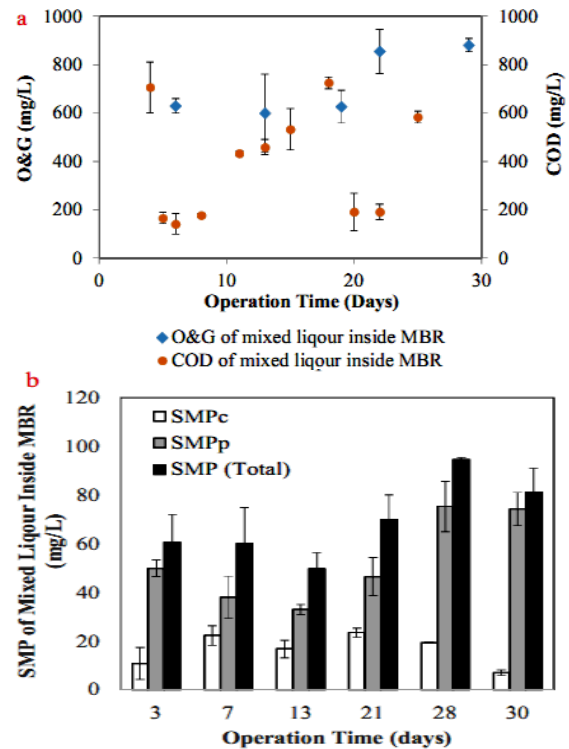 a
1000
800
600
400
200
0
O&G (mg/L)
1000
800
600
400
200
0
COD (mg/L)
0 10 20 30
Operation Time (Days)
O&G of mixed liqour inside MBR
COD of mixed liqour inside MBR
b
120
100
80
60
40
20
0
SMP of Mixed Liqour Inside MBR
(mg/L)
SMPc
SMPp
SMP (Total)
3 7 13 21 28 30
Operation Time (days)